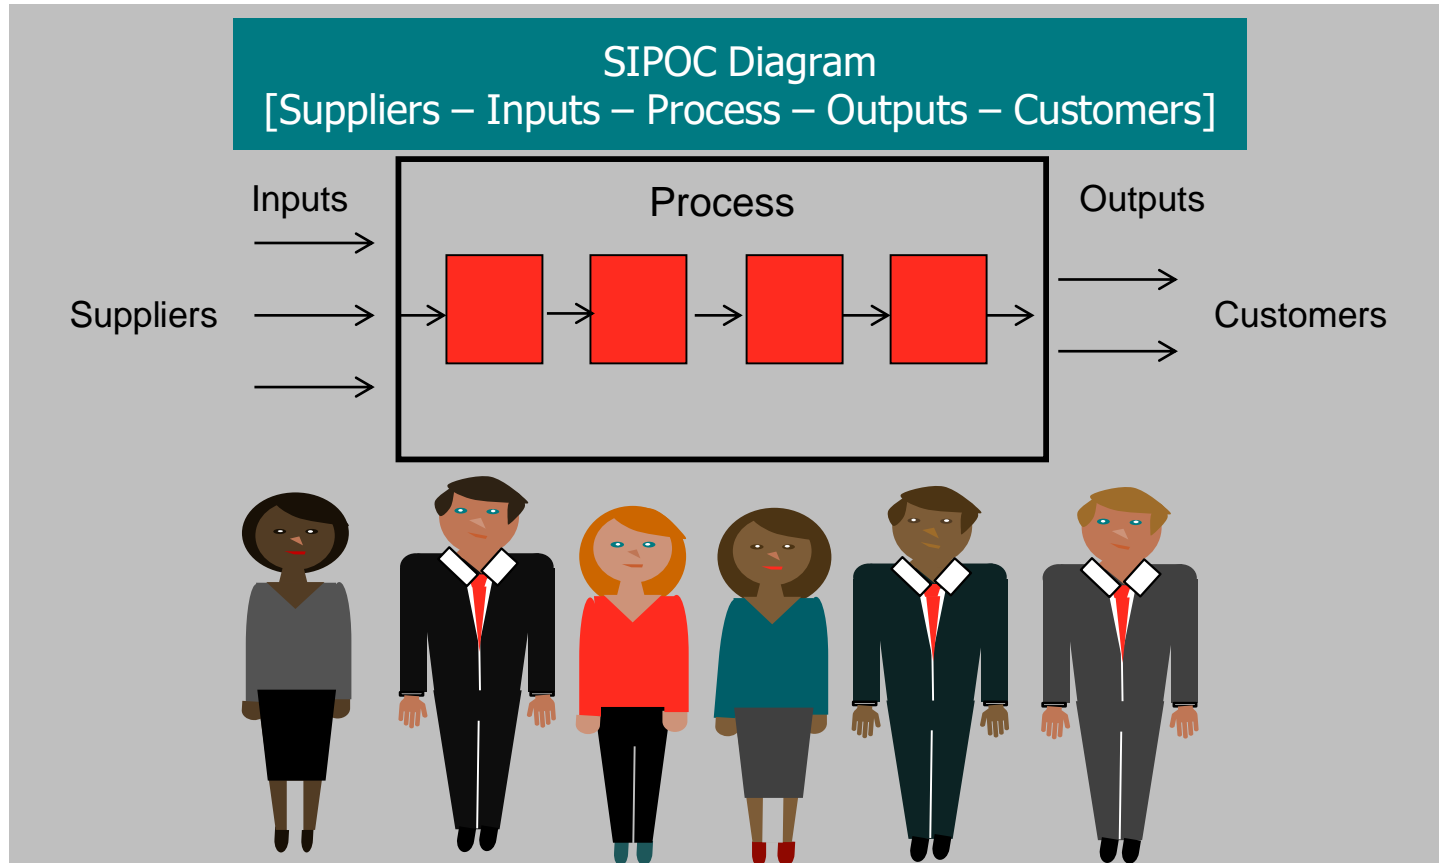 SIPOC Diagram
[Suppliers – Inputs – Process – Outputs – Customers]
Inputs
Process
Outputs
Suppliers
Customers